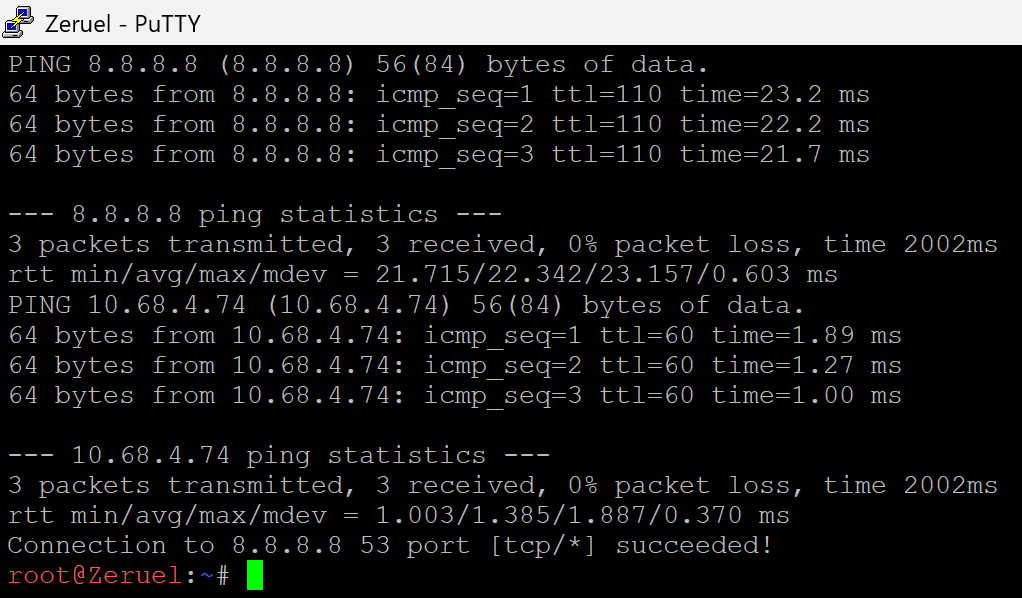 Zeruel - PuTTY
PING 8.8.8.8 (8.8.8.8) 56(84) bytes of data.
64 bytes from 8.8.8.8: icmp_seq=1 ttl=110 time=23.2 ms
64 bytes from 8.8.8.8: icmp_seq=2 ttl=110 time=22.2 ms
64 bytes from 8.8.8.8: icmp_seq=3 ttl=110 time=21.7 ms

--- 8.8.8.8 ping statistics ---
3 packets transmitted, 3 received, 0% packet loss, time 2002ms
rtt min/avg/max/mdev = 21.715/22.342/23.157/0.603 ms
PING 10.68.4.74 (10.68.4.74) 56(84) bytes of data.
64 bytes from 10.68.4.74: icmp_seq=1 ttl=60 time=1.89 ms
64 bytes from 10.68.4.74: icmp_seq=2 ttl=60 time=1.27 ms
64 bytes from 10.68.4.74: icmp_seq=3 ttl=60 time=1.00 ms

--- 10.68.4.74 ping statistics ---
3 packets transmitted, 3 received, 0% packet loss, time 2002ms
rtt min/avg/max/mdev = 1.003/1.385/1.887/0.370 ms
Connection to 8.8.8.8 53 port [tcp/*] succeeded!
root@Zeruel:~#